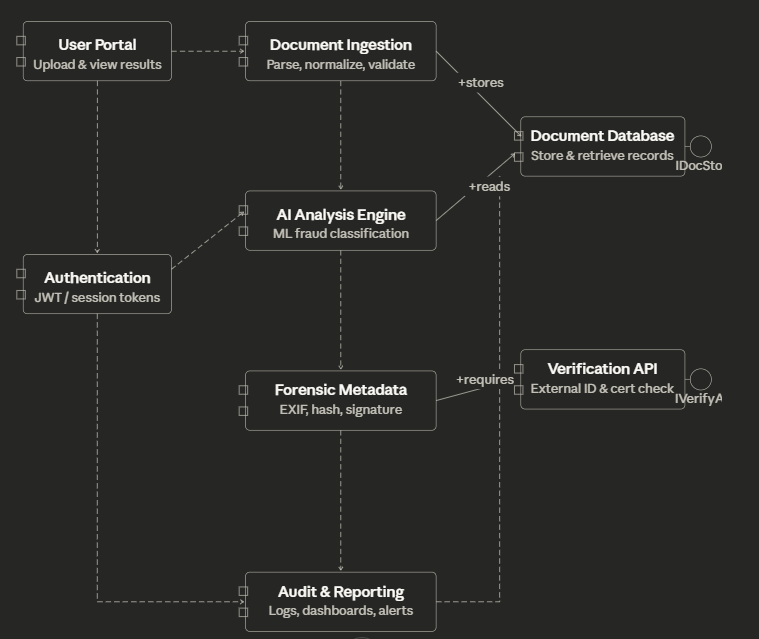 User Portal
Upload & view results
Document Ingestion
Parse, normalize, validate
+stores
Document Database
Store & retrieve records
IDocSto
+reads
AI Analysis Engine
ML fraud classification
Authentication
JWT / session tokens
Verification API
External ID & cert check
IVerifyA
+requires
Forensic Metadata
EXIF, hash, signature
Audit & Reporting
Logs, dashboards, alerts